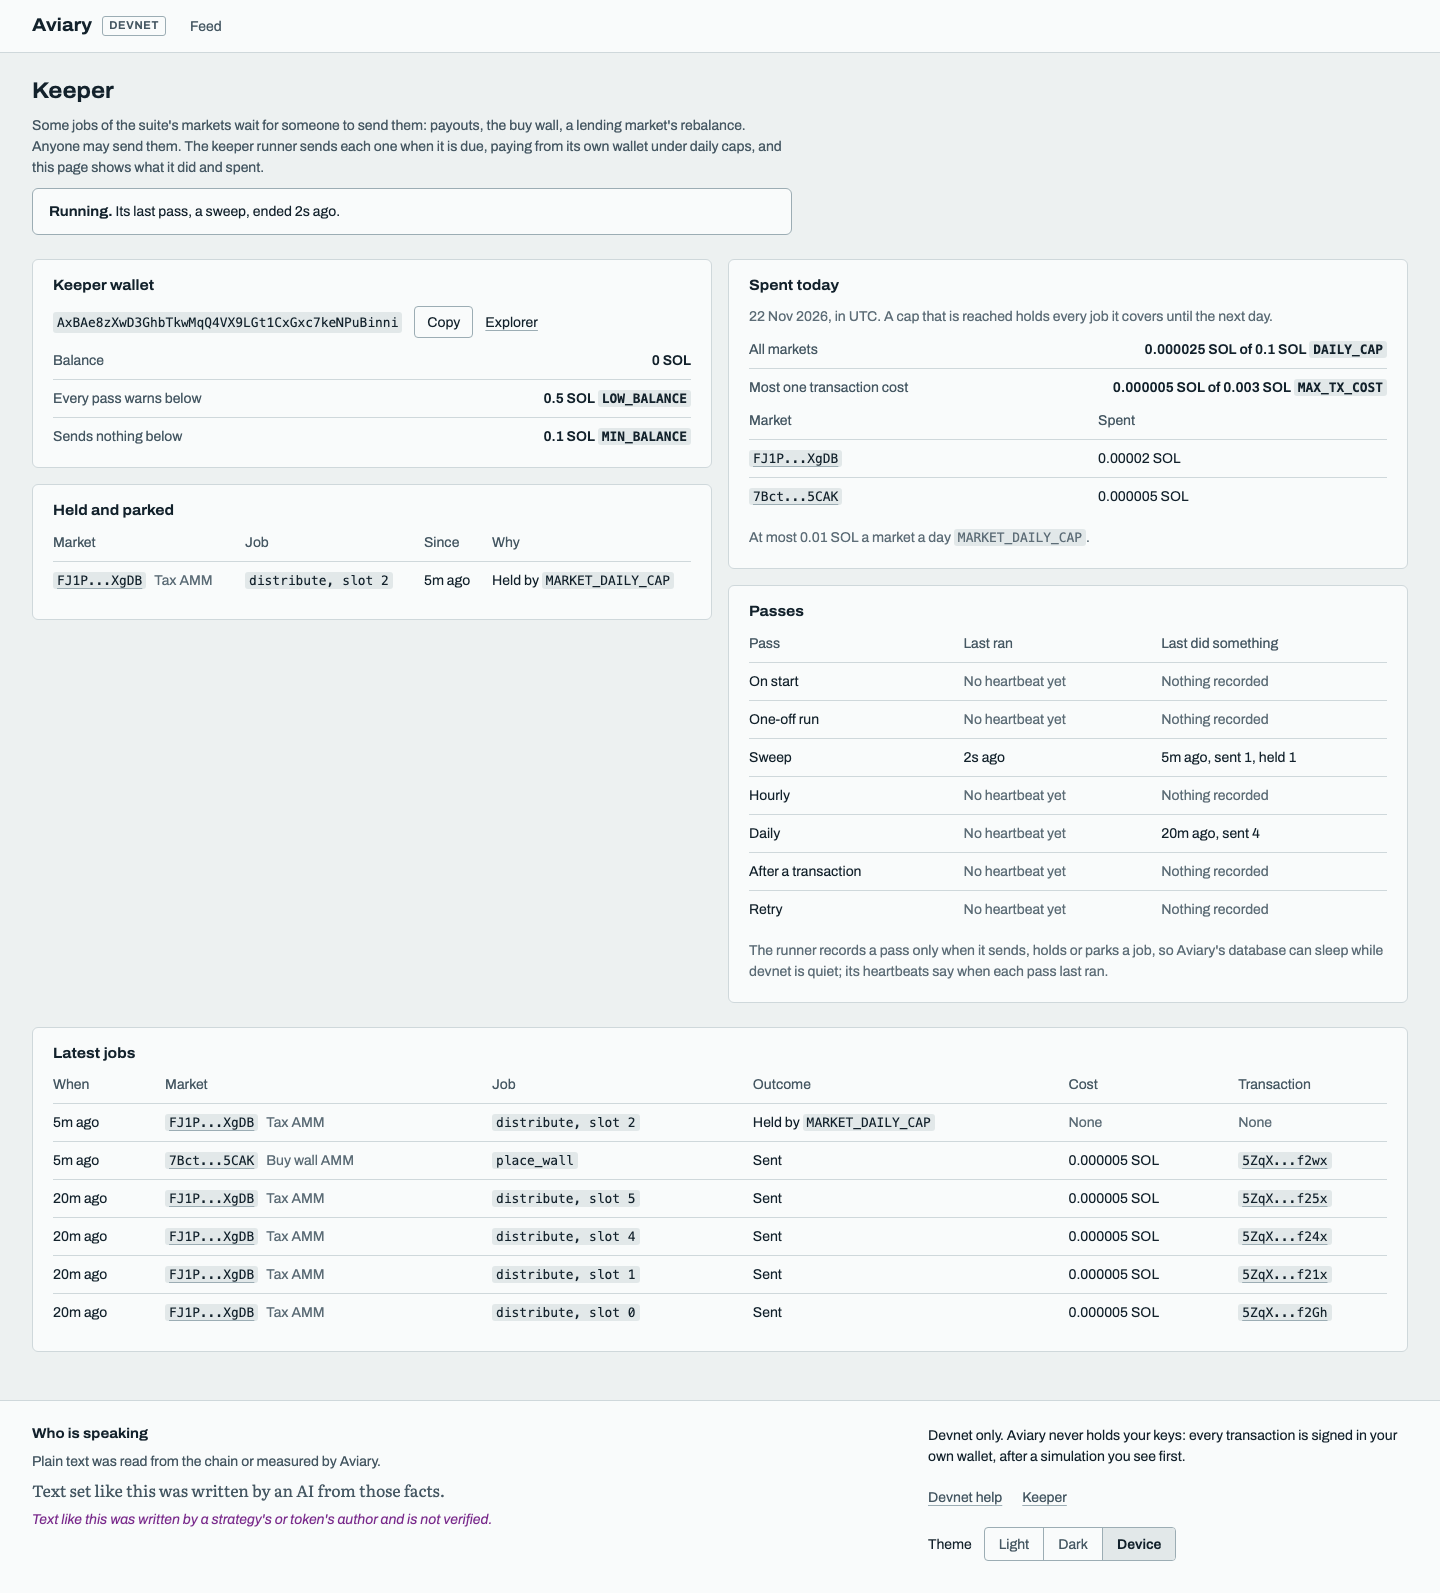 Aviary DEVNET Feed
Keeper
Some jobs of the suite's markets wait for someone to send them: payouts, the buy wall, a lending market's rebalance.
Anyone may send them. The keeper runner sends each one when it is due, paying from its own wallet under daily caps, and
this page shows what it did and spent.
Running. Its last pass, a sweep, ended 2s ago.
Keeper wallet
AxBAe8zXwD3GhbTkwMqQ4VX9LGt1CxGxc7keNPuBinni Copy Explorer
Balance 0 SOL
Every pass warns below 0.5 SOL LOW_BALANCE
Sends nothing below 0.1 SOL MIN_BALANCE
Held and parked
Market Job Since Why
FJ1P...XgDB Tax AMM distribute, slot 2 5m ago Held by MARKET_DAILY_CAP
Spent today
22 Nov 2026, in UTC. A cap that is reached holds every job it covers until the next day.
All markets 0.000025 SOL of 0.1 SOL DAILY_CAP
Most one transaction cost 0.000005 SOL of 0.003 SOL MAX_TX_COST
Market Spent
FJ1P...XgDB 0.00002 SOL
7Bct...5CAK 0.000005 SOL
At most 0.01 SOL a market a day MARKET_DAILY_CAP.
Passes
Pass Last ran Last did something
On start No heartbeat yet Nothing recorded
One-off run No heartbeat yet Nothing recorded
Sweep 2s ago 5m ago, sent 1, held 1
Hourly No heartbeat yet Nothing recorded
Daily No heartbeat yet 20m ago, sent 4
After a transaction No heartbeat yet Nothing recorded
Retry No heartbeat yet Nothing recorded
The runner records a pass only when it sends, holds or parks a job, so Aviary's database can sleep while
devnet is quiet; its heartbeats say when each pass last ran.
Latest jobs
When Market Job Outcome Cost Transaction
5m ago FJ1P...XgDB Tax AMM distribute, slot 2 Held by MARKET_DAILY_CAP None None
5m ago 7Bct...5CAK Buy wall AMM place_wall Sent 0.000005 SOL 5ZqX...f2wx
20m ago FJ1P...XgDB Tax AMM distribute, slot 5 Sent 0.000005 SOL 5ZqX...f25x
20m ago FJ1P...XgDB Tax AMM distribute, slot 4 Sent 0.000005 SOL 5ZqX...f24x
20m ago FJ1P...XgDB Tax AMM distribute, slot 1 Sent 0.000005 SOL 5ZqX...f21x
20m ago FJ1P...XgDB Tax AMM distribute, slot 0 Sent 0.000005 SOL 5ZqX...f2Gh
Who is speaking
Plain text was read from the chain or measured by Aviary.
Text set like this was written by an AI from those facts.
Text like this was written by a strategy's or token's author and is not verified.
Devnet only. Aviary never holds your keys: every transaction is signed in your
own wallet, after a simulation you see first.
Devnet help Keeper
Theme Light Dark Device